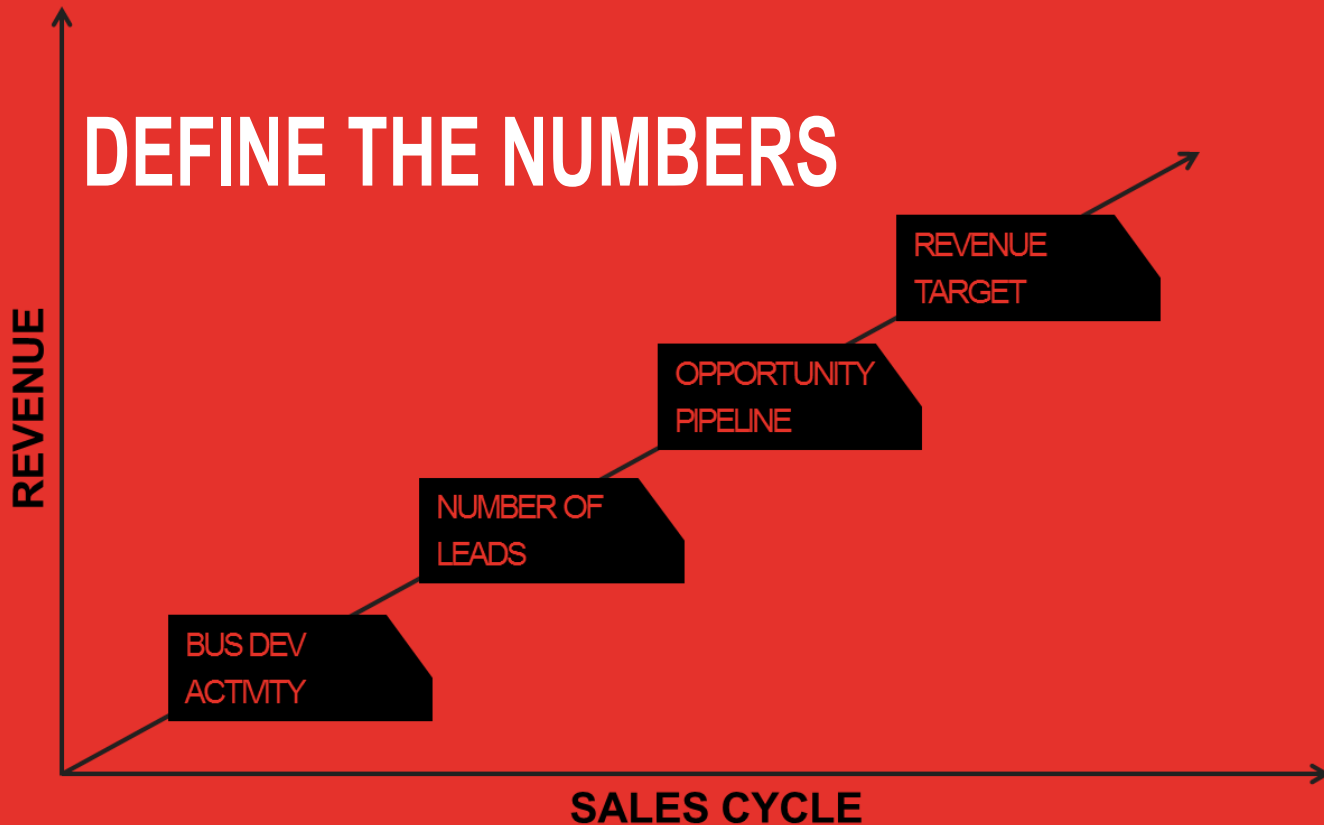 DEFINE THE NUMBERS
REVENUE
TARGET
OPPORTUNITY
PIPELINE
NUMBER OF
LEADS
BUS DEV
ACTIVITY
REVENUE
SALES CYCLE